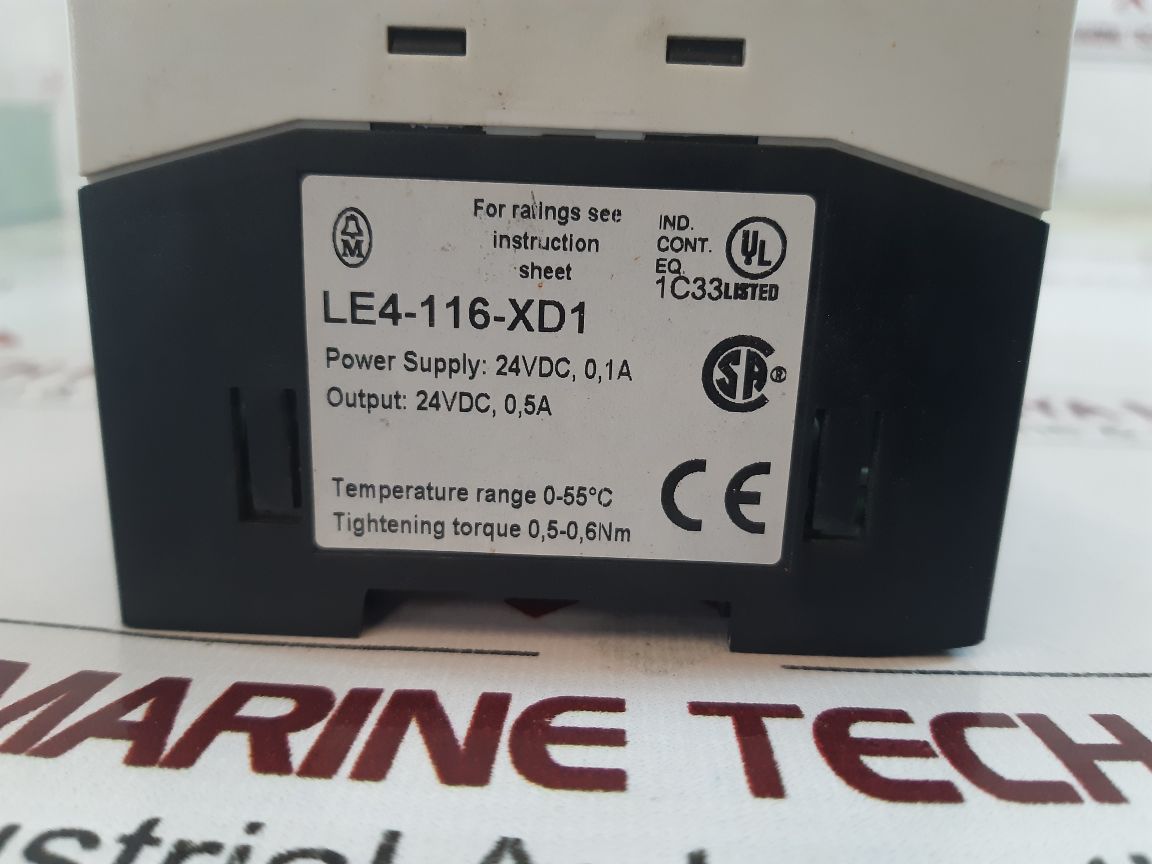 For ratings see
instruction
sheet
IND.
CONT.
EQ.
1C33
UL
LISTED
LE4-116-XD1
Power Supply: 24VDC, 0,1A
Output: 24VDC, 0,5A
SA®
Temperature range 0-55°C
Tightening torque 0,5-0,6Nm
CE
MARINE TECH